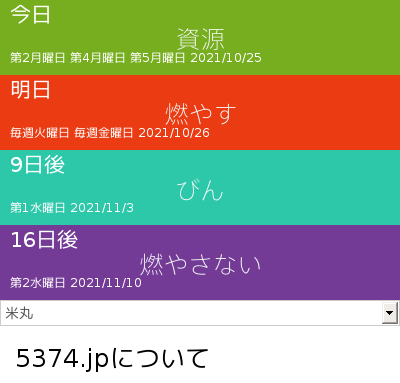 今日
資源
第2月曜日 第4月曜日 第5月曜日 2021/10/25
明日
燃やす
毎週火曜日 毎週金曜日 2021/10/26
9日後
びん
第1水曜日 2021/11/3
16日後
燃やさない
第2水曜日 2021/11/10
米丸
5374.jpについて